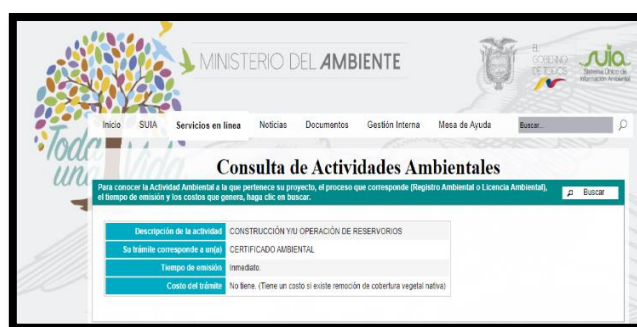 MINISTERIO DEL AMBIENTE
EL GOBIERNO DE TODOS
suia
Sistema Único de Información Ambiental
Inicio SUIA Servicios en línea Noticias Documentos Gestión Interna Mesa de Ayuda Buscar...
Toda una Vida
Consulta de Actividades Ambientales
Para conocer la Actividad Ambiental a la que pertenece su proyecto, el proceso que corresponde (Registro Ambiental o Licencia Ambiental),
el tiempo de emisión y los costos que genera, haga clic en buscar.
Buscar
Descripción de la actividad CONSTRUCCIÓN Y/U OPERACIÓN DE RESERVORIOS
Su trámite corresponde a un(a) CERTIFICADO AMBIENTAL
Tiempo de emisión Inmediato.
Costo del trámite No tiene. (Tiene un costo si existe remoción de cobertura vegetal nativa)